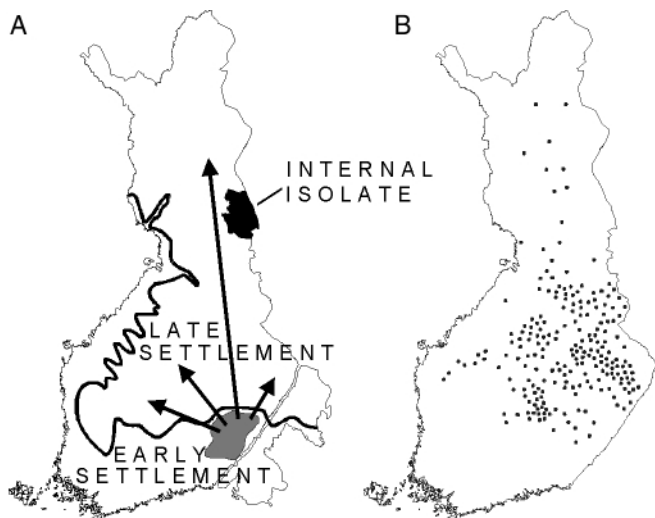 A
B
INTERNAL
ISOLATE
LATE
SETTLEMENT
EARLY
SETTLEMENT